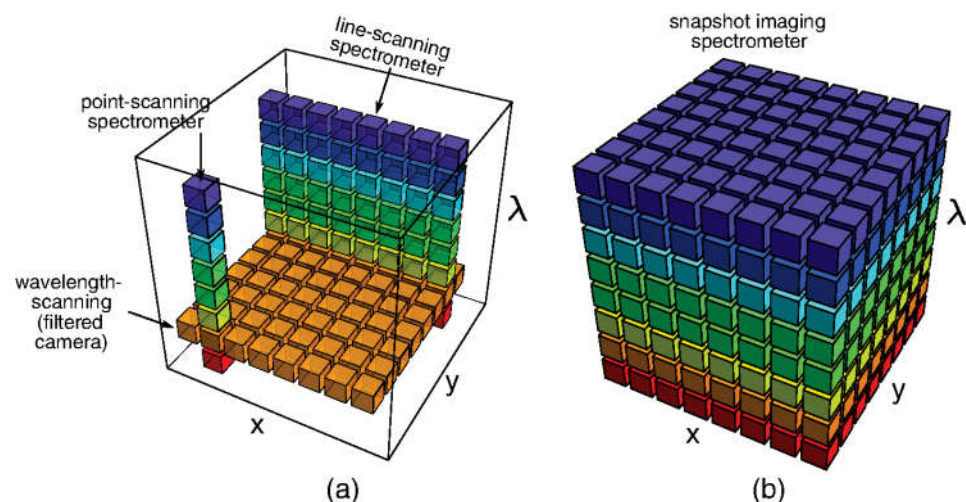 line-scanning
spectrometer
point-scanning
spectrometer
λ
wavelength-
scanning
(filtered
camera)
x
y
(a)
snapshot imaging
spectrometer
λ
x
y
(b)